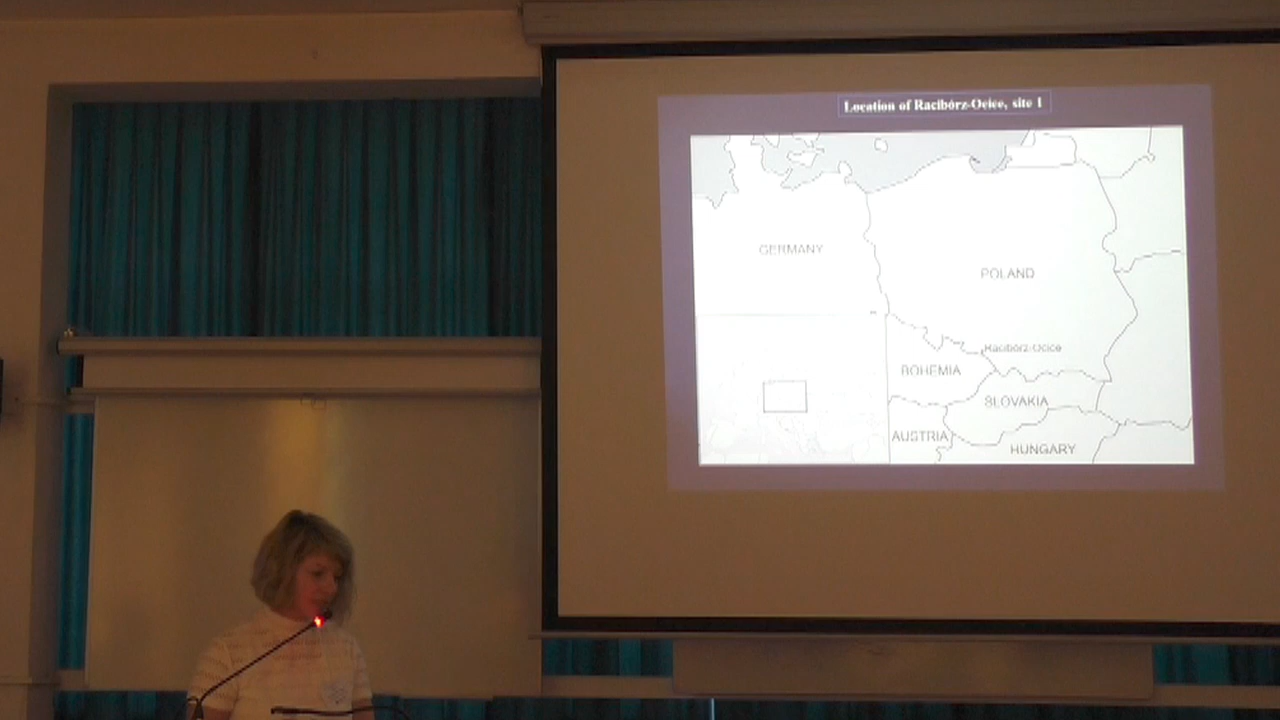 Location of Racibórz-Ocice, site 1
GERMANY
POLAND
Racibórz-Ocice
BOHEMIA
SLOVAKIA
AUSTRIA
HUNGARY